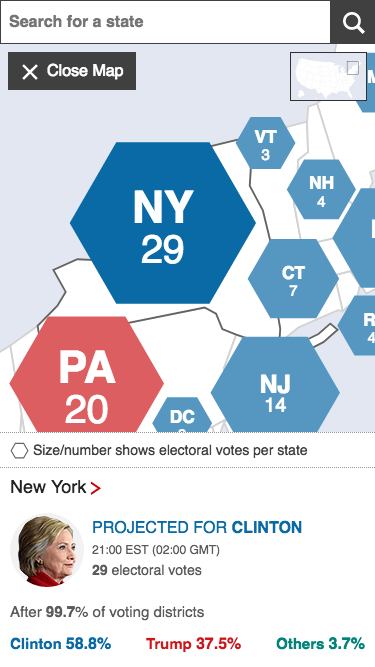 Search for a state
Close Map
VT
3
NY
29
NH
4
CT
7
PA
20
NJ
14
DC
R
4
Size/number shows electoral votes per state
New York >
PROJECTED FOR CLINTON
21:00 EST (02:00 GMT)
29 electoral votes
After 99.7% of voting districts
Clinton 58.8% Trump 37.5% Others 3.7%